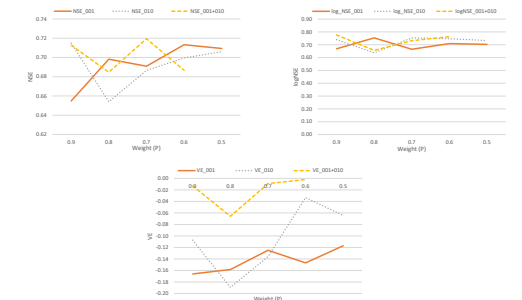 NSE_001 NSE_010 NSE_001+010
0.74
0.72
0.70
0.68
0.66
0.64
0.62
NSE
0.9 0.8 0.7 0.6 0.5
Weight (P)
log_NSE_001 log_NSE_010 logNSE_001+010
0.90
0.80
0.70
0.60
0.50
0.40
0.30
0.20
0.10
0.00
logNSE
0.9 0.8 0.7 0.6 0.5
Weight (P)
VE_001 VE_010 VE_001+010
0.00
-0.02
-0.04
-0.06
-0.08
-0.10
-0.12
-0.14
-0.16
-0.18
-0.20
VE
0.9 0.8 0.7 0.6 0.5
Weight (P)